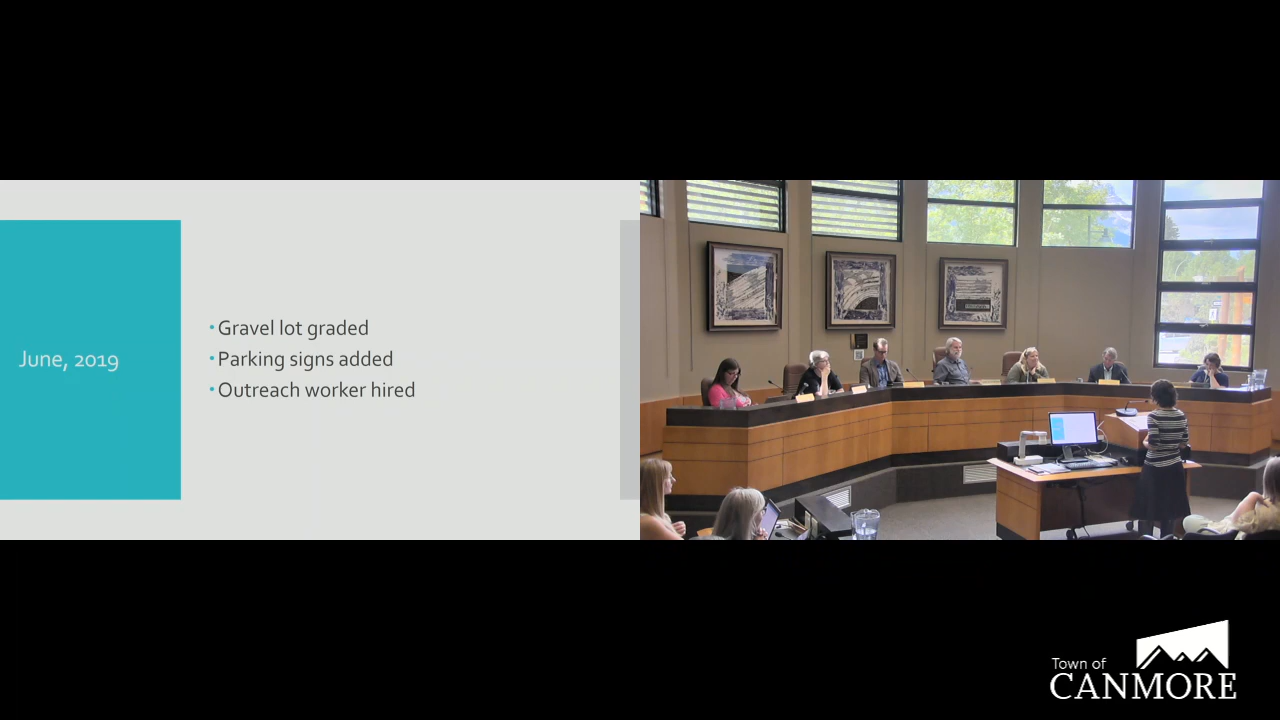 June, 2019
• Gravel lot graded
• Parking signs added
• Outreach worker hired
Town of
CANMORE